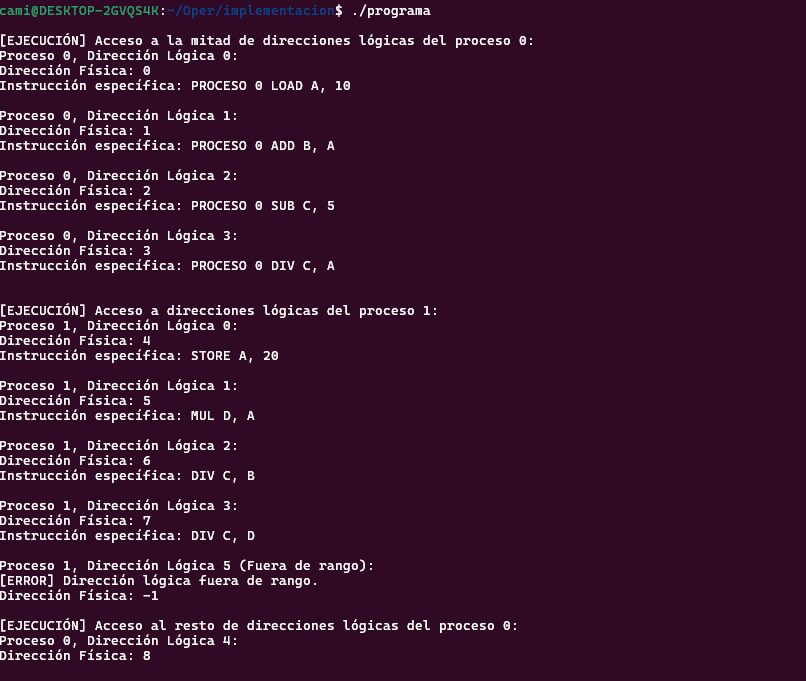 cami@DESKTOP-2GVQS4K:~/Oper/implementacion$ ./programa
[EJECUCIÓN] Acceso a la mitad de direcciones lógicas del proceso 0:
Proceso 0, Dirección Lógica 0:
Dirección Física: 0
Instrucción específica: PROCESO 0 LOAD A, 10
Proceso 0, Dirección Lógica 1:
Dirección Física: 1
Instrucción específica: PROCESO 0 ADD B, A
Proceso 0, Dirección Lógica 2:
Dirección Física: 2
Instrucción específica: PROCESO 0 SUB C, 5
Proceso 0, Dirección Lógica 3:
Dirección Física: 3
Instrucción específica: PROCESO 0 DIV C, A
[EJECUCIÓN] Acceso a direcciones lógicas del proceso 1:
Proceso 1, Dirección Lógica 0:
Dirección Física: 4
Instrucción específica: STORE A, 20
Proceso 1, Dirección Lógica 1:
Dirección Física: 5
Instrucción específica: MUL D, A
Proceso 1, Dirección Lógica 2:
Dirección Física: 6
Instrucción específica: DIV C, B
Proceso 1, Dirección Lógica 3:
Dirección Física: 7
Instrucción específica: DIV C, D
Proceso 1, Dirección Lógica 5 (Fuera de rango):
[ERROR] Dirección lógica fuera de rango.
Dirección Física: -1
[EJECUCIÓN] Acceso al resto de direcciones lógicas del proceso 0:
Proceso 0, Dirección Lógica 4:
Dirección Física: 8